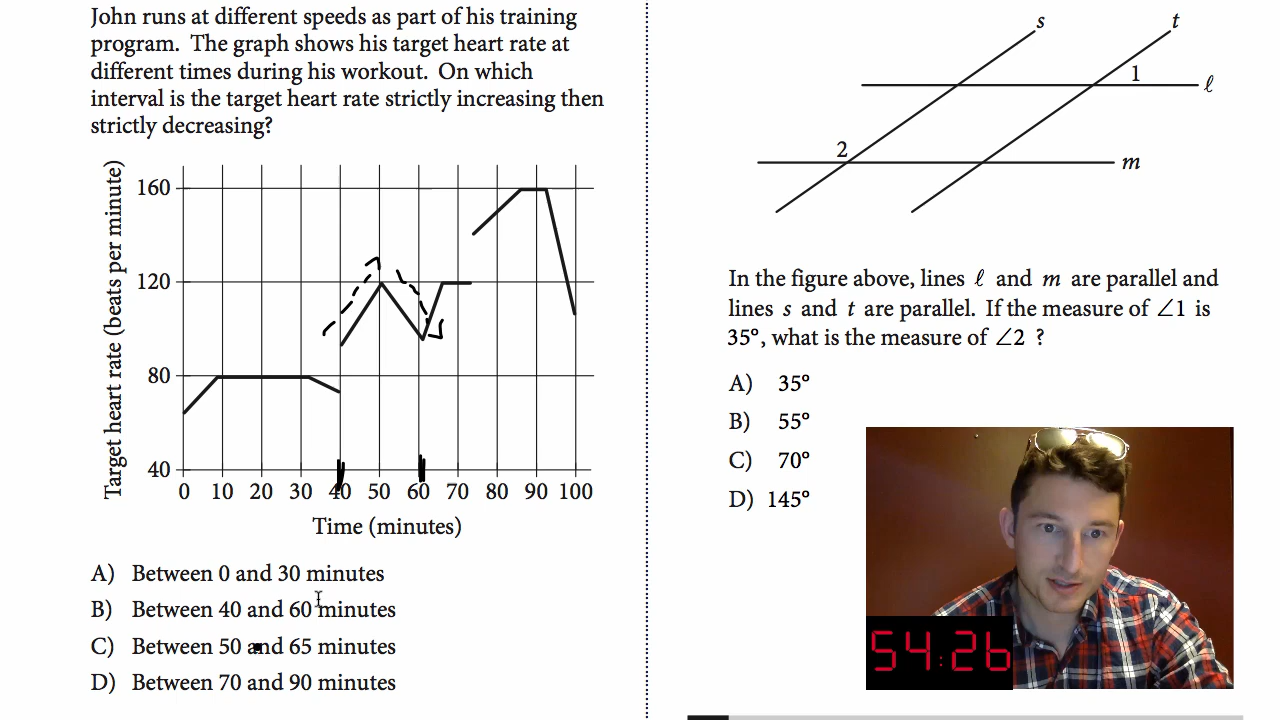 John runs at different speeds as part of his training
program. The graph shows his target heart rate at
different times during his workout. On which
interval is the target heart rate strictly increasing then
strictly decreasing?
Target heart rate (beats per minute)
160
120
80
40
0 10 20 30 40 50 60 70 80 90 100
Time (minutes)
A) Between 0 and 30 minutes
B) Between 40 and 60 minutes
C) Between 50 and 65 minutes
D) Between 70 and 90 minutes
s
t
1
ℓ
2
m
In the figure above, lines ℓ and m are parallel and
lines s and t are parallel. If the measure of ∠1 is
35º, what is the measure of ∠2 ?
A) 35º
B) 55º
C) 70º
D) 145º
54:26